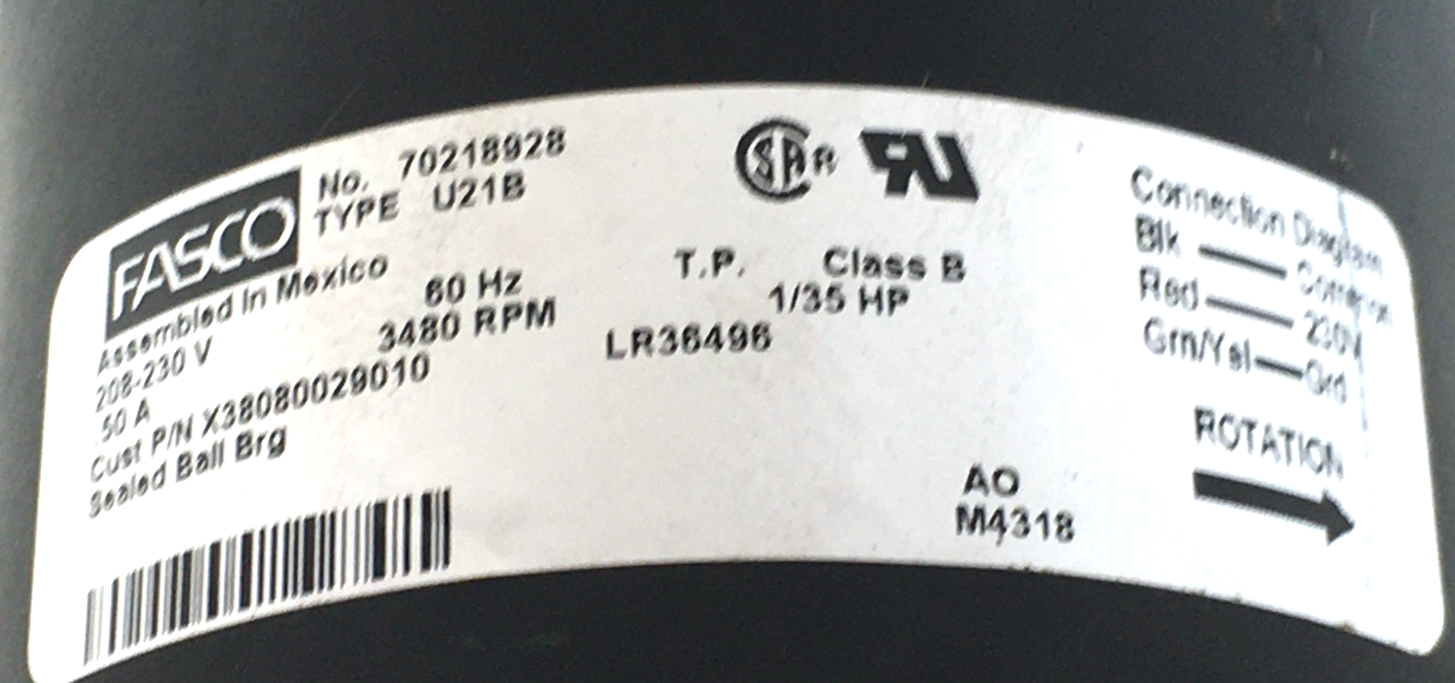 FASCO
No. 70218928
TYPE U21B
Assembled In Mexico
208-230 V 60 Hz
.50 A 3480 RPM
Cust P/N X38080029010
Sealed Ball Brg
T.P. Class B
1/35 HP
LR36496
AO
M4318
Connection Diagram
Blk — Common
Red — 230V
Grn/Yel — Grd
ROTATION